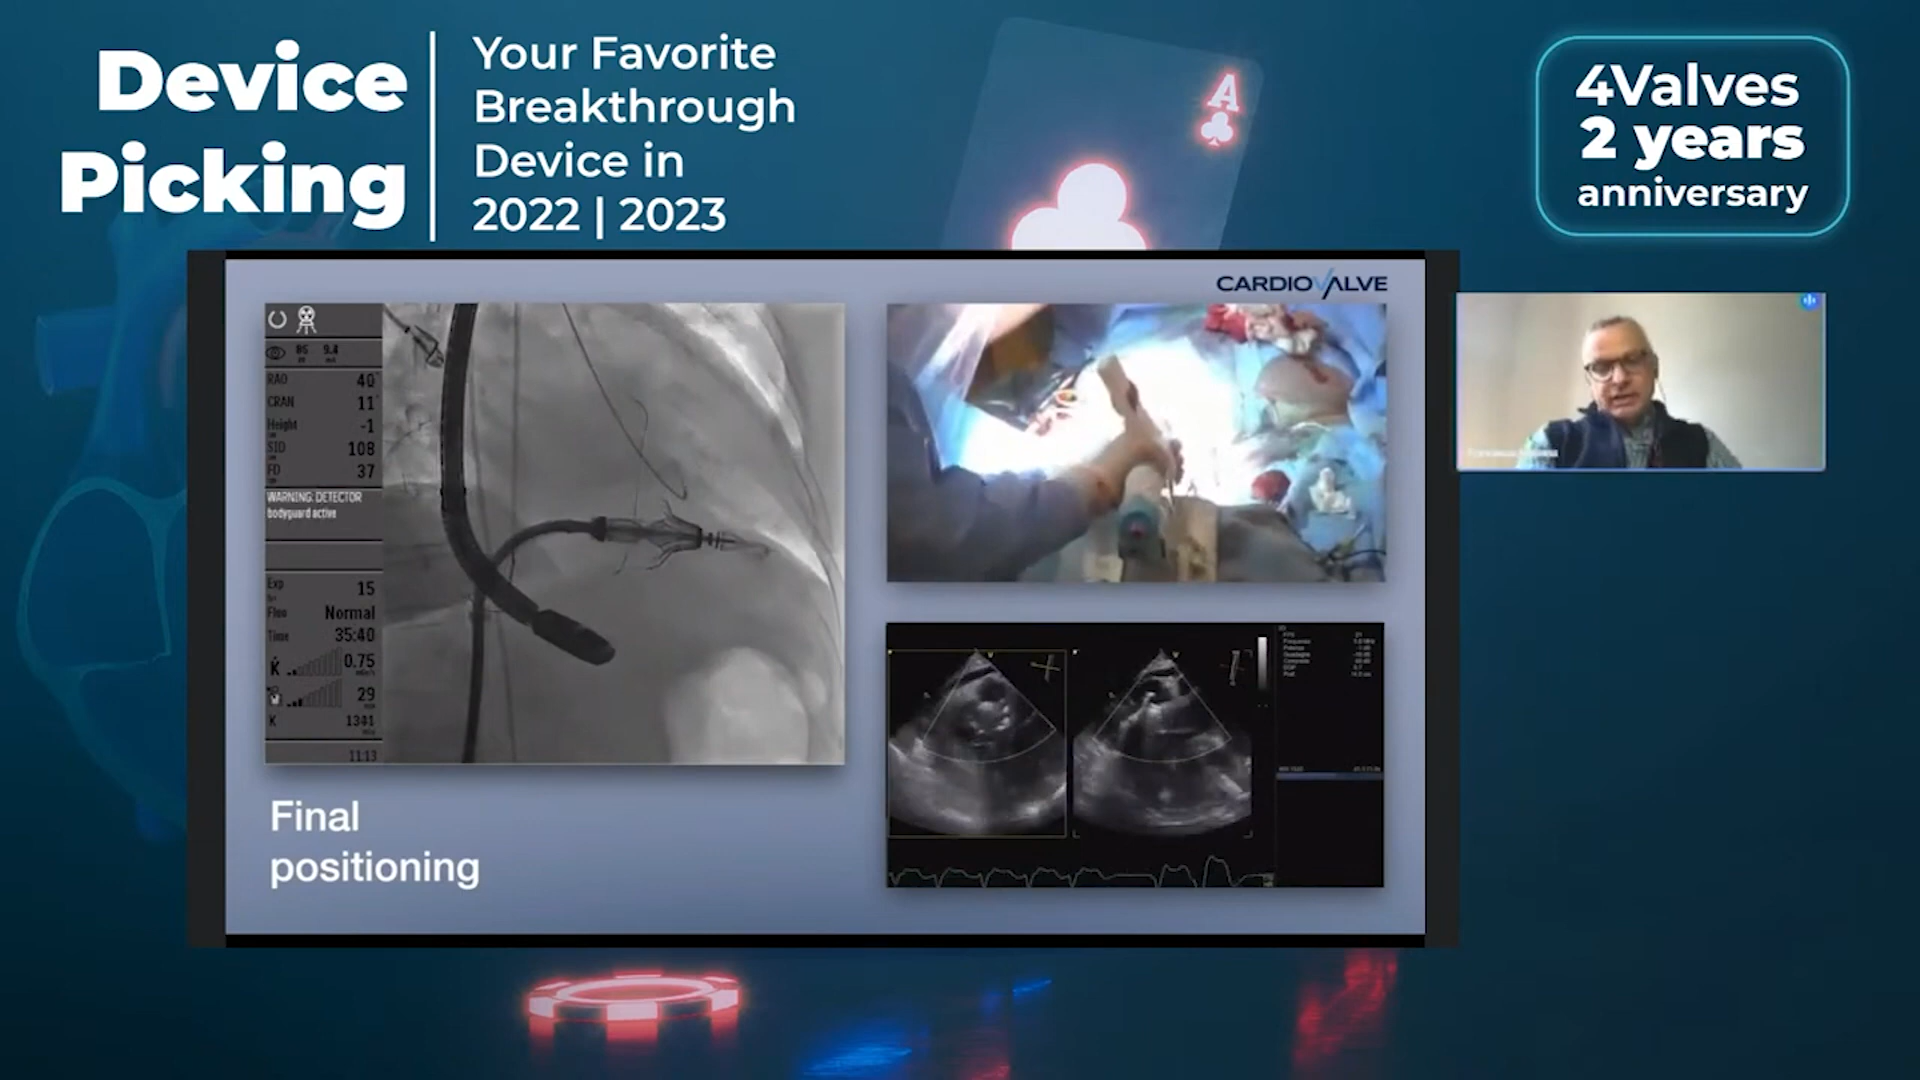 Device
Picking
Your Favorite
Breakthrough
Device in
2022 | 2023
A
4Valves
2 years
anniversary
CARDIOVALVE
RAO 40
CRAN 11
Height -1
SID 108
FD 37
WARNING: DETECTOR
bodyguard active
Exp 15
Flou Normal
Time 35:40
0.75
29
K 1341
11:13
Final
positioning